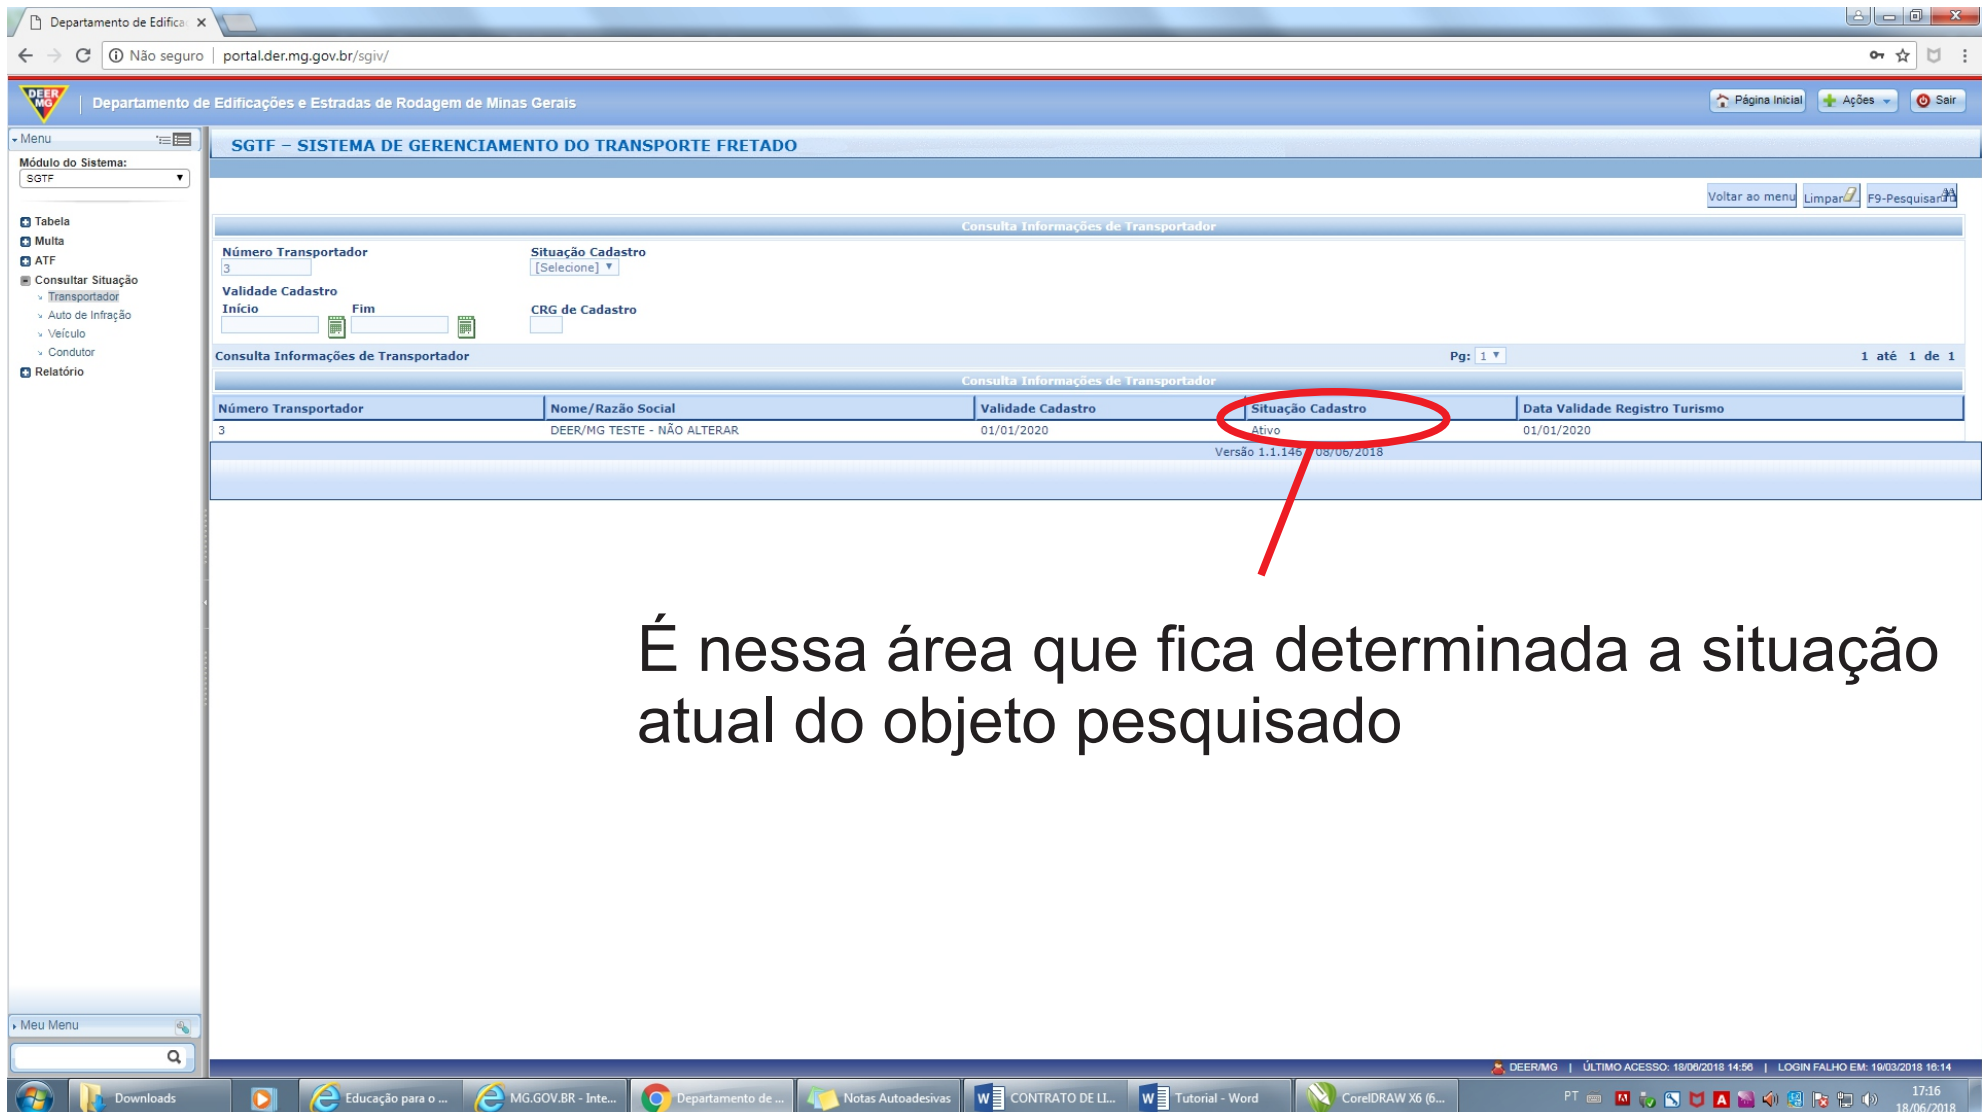 Departamento de Edificaç
Não seguro | portal.der.mg.gov.br/sgiv/
DEER MG
Departamento de Edificações e Estradas de Rodagem de Minas Gerais
Página Inicial
Ações
Sair
Menu
SGTF – SISTEMA DE GERENCIAMENTO DO TRANSPORTE FRETADO
Módulo do Sistema:
SGTF
Voltar ao menu
Limpar
F9-Pesquisar
Tabela
Multa
ATF
Consultar Situação
Transportador
Auto de Infração
Veículo
Condutor
Relatório
Consulta Informações de Transportador
Número Transportador
Situação Cadastro
3
[Selecione]
Validade Cadastro
Início
Fim
CRG de Cadastro
Consulta Informações de Transportador
Pg: 1
1 até 1 de 1
Consulta Informações de Transportador
Número Transportador
Nome/Razão Social
Validade Cadastro
Situação Cadastro
Data Validade Registro Turismo
3
DEER/MG TESTE - NÃO ALTERAR
01/01/2020
Ativo
01/01/2020
Versão 1.1.146 08/06/2018
É nessa área que fica determinada a situação
atual do objeto pesquisado
Meu Menu
DEER/MG | ÚLTIMO ACESSO: 18/06/2018 14:56 | LOGIN FALHO EM: 19/03/2018 16:14
Downloads
Educação para o ...
MG.GOV.BR - Inte...
Departamento de ...
Notas Autoadesivas
CONTRATO DE LI...
Tutorial - Word
CorelDRAW X6 (6...
PT
17:16
18/06/2018